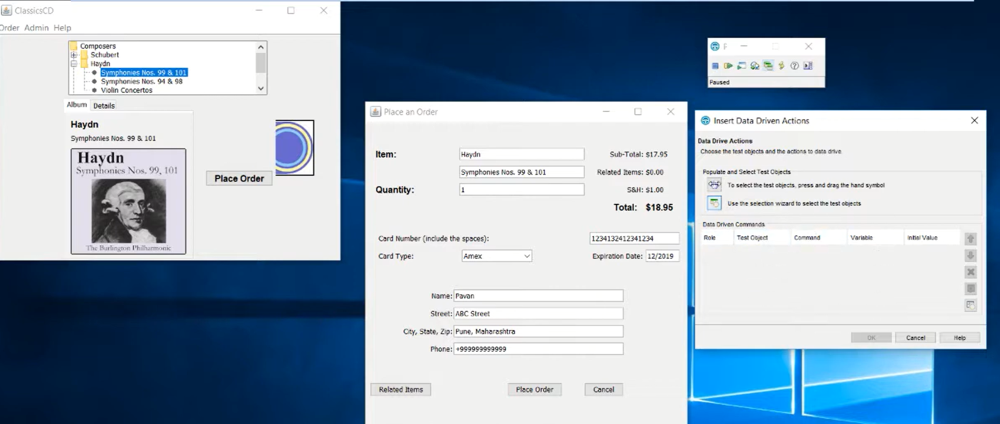 ClassicsCD
Order Admin Help
Composers
Schubert
Haydn
Symphonies Nos. 99 & 101
Symphonies Nos. 94 & 98
Violin Concertos
Album Details
Haydn
Symphonies Nos. 99 & 101
Haydn
Symphonies Nos. 99, 101
The Burlington Philharmonic
Place Order
Place an Order
Item: Haydn Sub-Total: $17.95
Symphonies Nos. 99 & 101 Related Items: $0.00
Quantity: 1 S&H: $1.00
Total: $18.95
Card Number (include the spaces): 1234132412341234
Card Type: Amex Expiration Date: 12/2019
Name: Pavan
Street: ABC Street
City, State, Zip: Pune, Maharashtra
Phone: +999999999999
Related Items Place Order Cancel
Paused
Insert Data Driven Actions
Data Drive Actions
Choose the test objects and the actions to data drive
Populate and Select Test Objects
To select the test objects, press and drag the hand symbol
Use the selection wizard to select the test objects
Data Driven Commands
Role Test Object Command Variable Initial Value
OK Cancel Help